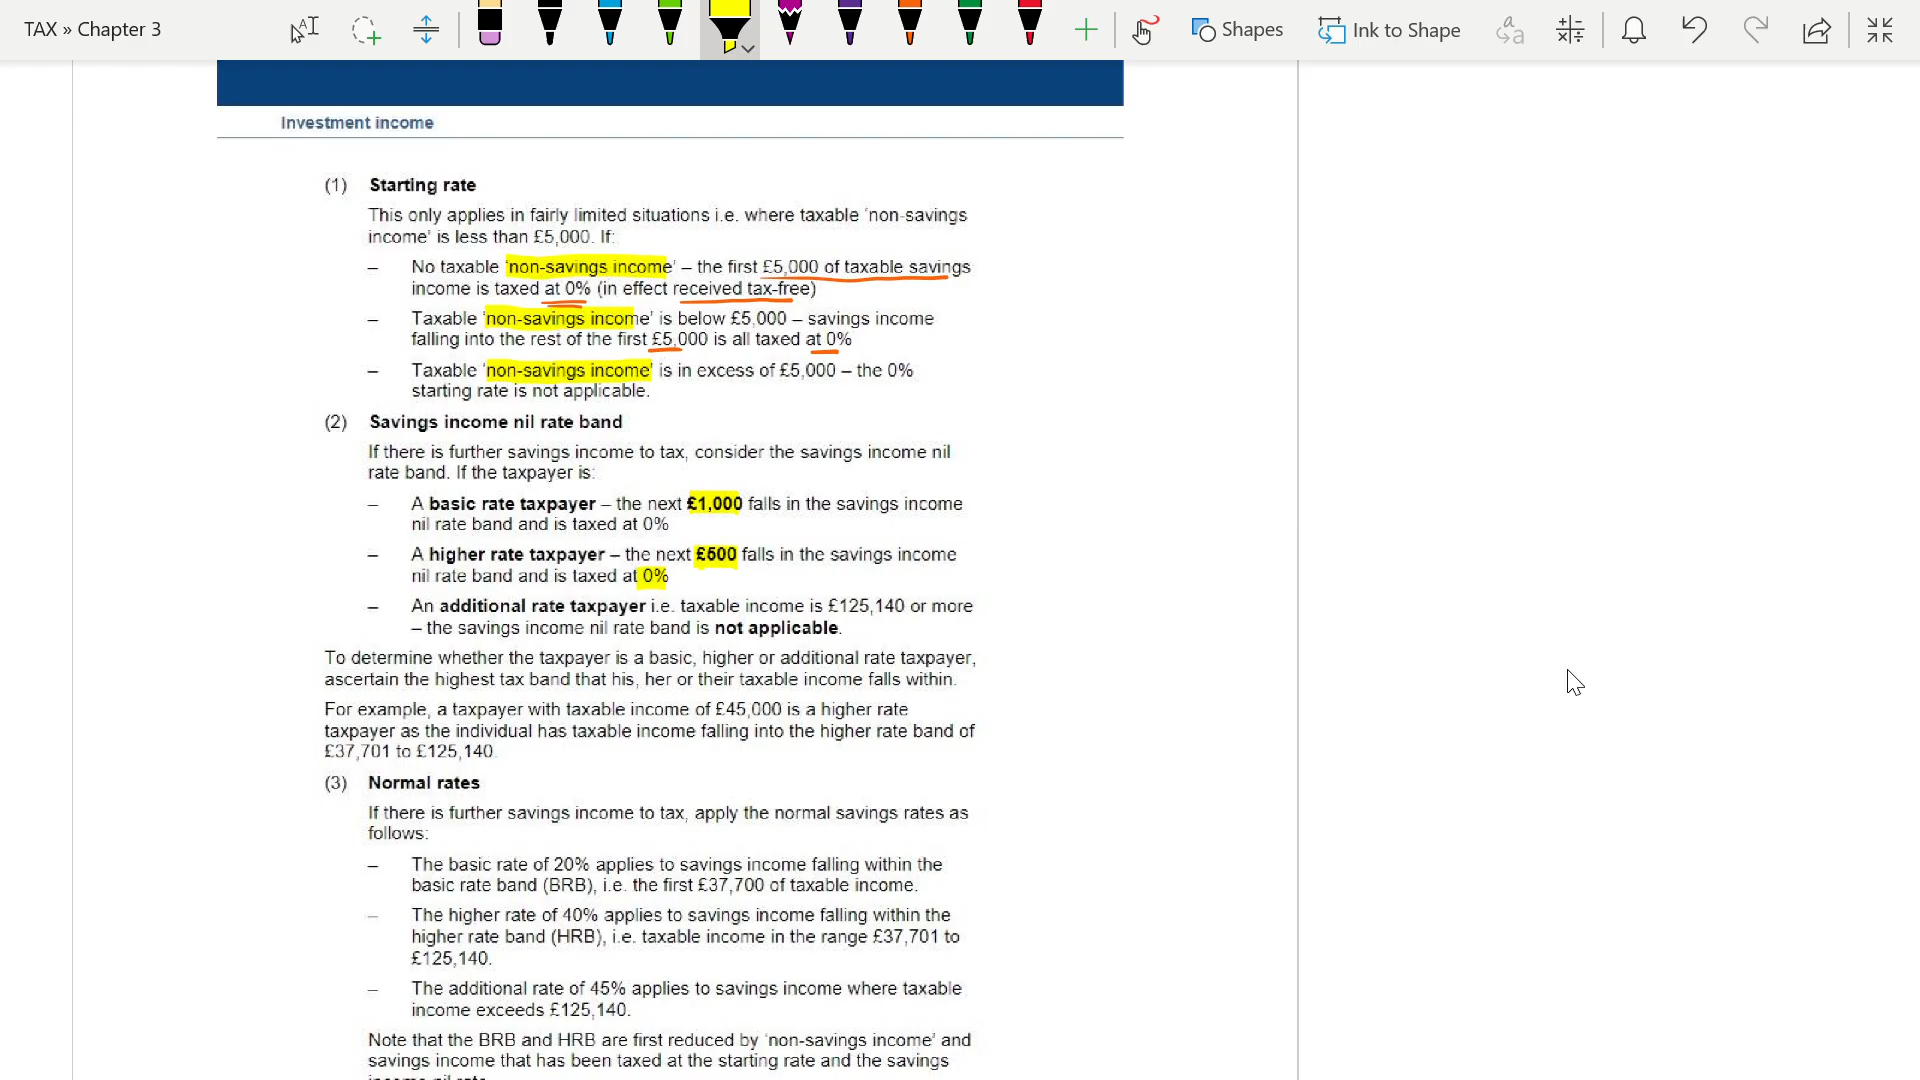 TAX » Chapter 3
Shapes
Ink to Shape
Investment income
(1) Starting rate
This only applies in fairly limited situations i.e. where taxable 'non-savings
income' is less than £5,000. If:
– No taxable 'non-savings income' – the first £5,000 of taxable savings
income is taxed at 0% (in effect received tax-free)
– Taxable 'non-savings income' is below £5,000 – savings income
falling into the rest of the first £5,000 is all taxed at 0%
– Taxable 'non-savings income' is in excess of £5,000 – the 0%
starting rate is not applicable.
(2) Savings income nil rate band
If there is further savings income to tax, consider the savings income nil
rate band. If the taxpayer is:
– A basic rate taxpayer – the next £1,000 falls in the savings income
nil rate band and is taxed at 0%
– A higher rate taxpayer – the next £500 falls in the savings income
nil rate band and is taxed at 0%
– An additional rate taxpayer i.e. taxable income is £125,140 or more
– the savings income nil rate band is not applicable.
To determine whether the taxpayer is a basic, higher or additional rate taxpayer,
ascertain the highest tax band that his, her or their taxable income falls within.
For example, a taxpayer with taxable income of £45,000 is a higher rate
taxpayer as the individual has taxable income falling into the higher rate band of
£37,701 to £125,140.
(3) Normal rates
If there is further savings income to tax, apply the normal savings rates as
follows:
– The basic rate of 20% applies to savings income falling within the
basic rate band (BRB), i.e. the first £37,700 of taxable income.
– The higher rate of 40% applies to savings income falling within the
higher rate band (HRB), i.e. taxable income in the range £37,701 to
£125,140.
– The additional rate of 45% applies to savings income where taxable
income exceeds £125,140.
Note that the BRB and HRB are first reduced by 'non-savings income' and
savings income that has been taxed at the starting rate and the savings